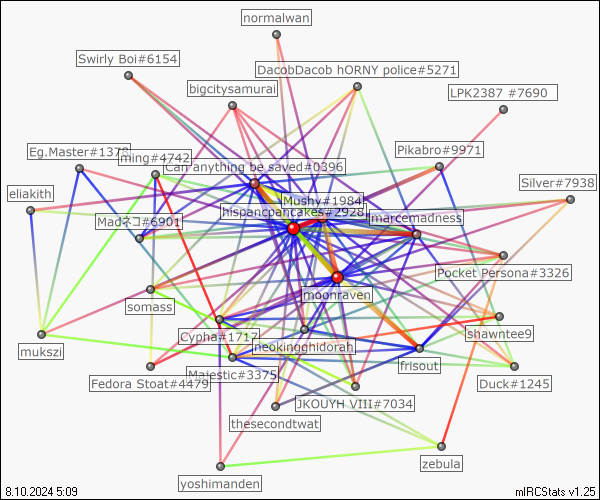 normalwan
Swirly Boi#6154
DacobDacob hORNY police#5271
bigcitysamurai
LPK2387 #7690
Eg.Master#1378
ming#4742
Can anything be saved#0396
Pikabro#9971
eliakith
Silver#7938
Mushy#1984
hispancpancakes#2928
marcemadness
Madネコ#6901
Pocket Persona#3326
moonraven
somass
shawntee9
Cypha#1717
neokingghidorah
mukszi
frisout
Majestic#3375
Fedora Stoat#4479
Duck#1245
JKOUYH VIII#7034
thesecondtwat
zebula
yoshimanden
8.10.2024 5:09
mIRCStats v1.25